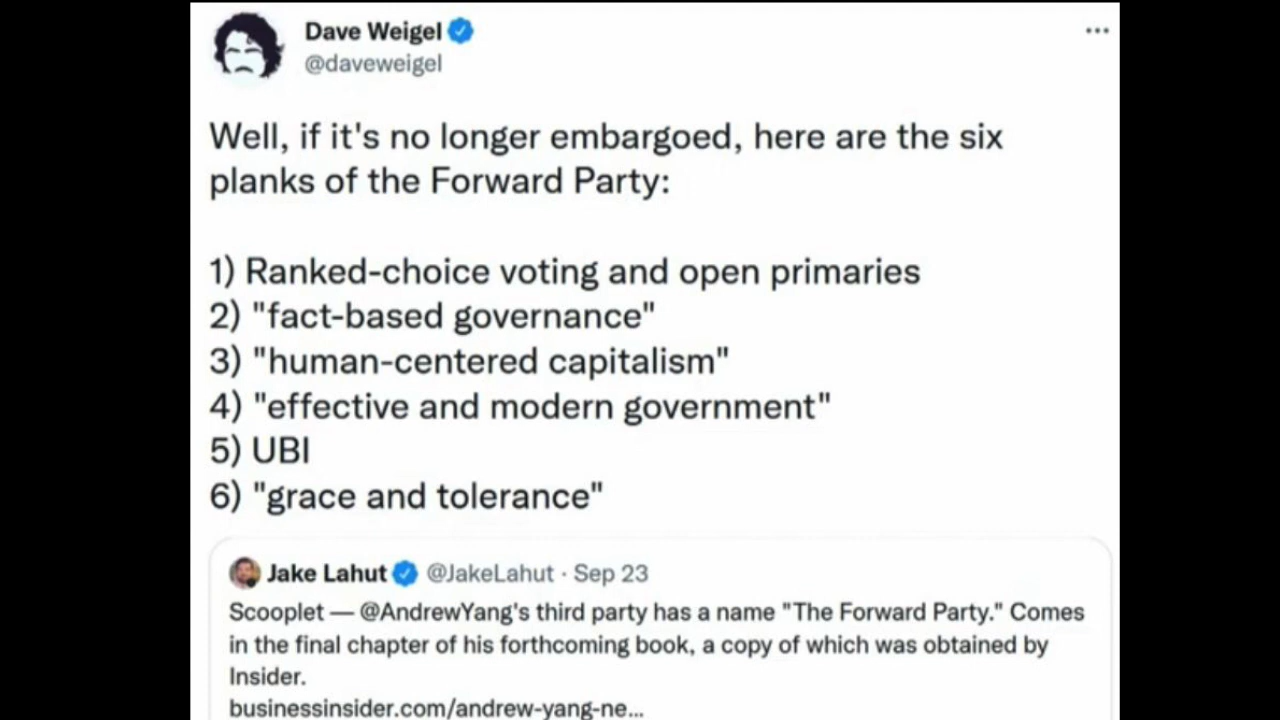 Dave Weigel
@daveweigel
Well, if it's no longer embargoed, here are the six
planks of the Forward Party:
1) Ranked-choice voting and open primaries
2) "fact-based governance"
3) "human-centered capitalism"
4) "effective and modern government"
5) UBI
6) "grace and tolerance"
Jake Lahut @JakeLahut · Sep 23
Scooplet — @AndrewYang's third party has a name "The Forward Party." Comes
in the final chapter of his forthcoming book, a copy of which was obtained by
Insider.
businessinsider.com/andrew-yang-ne...